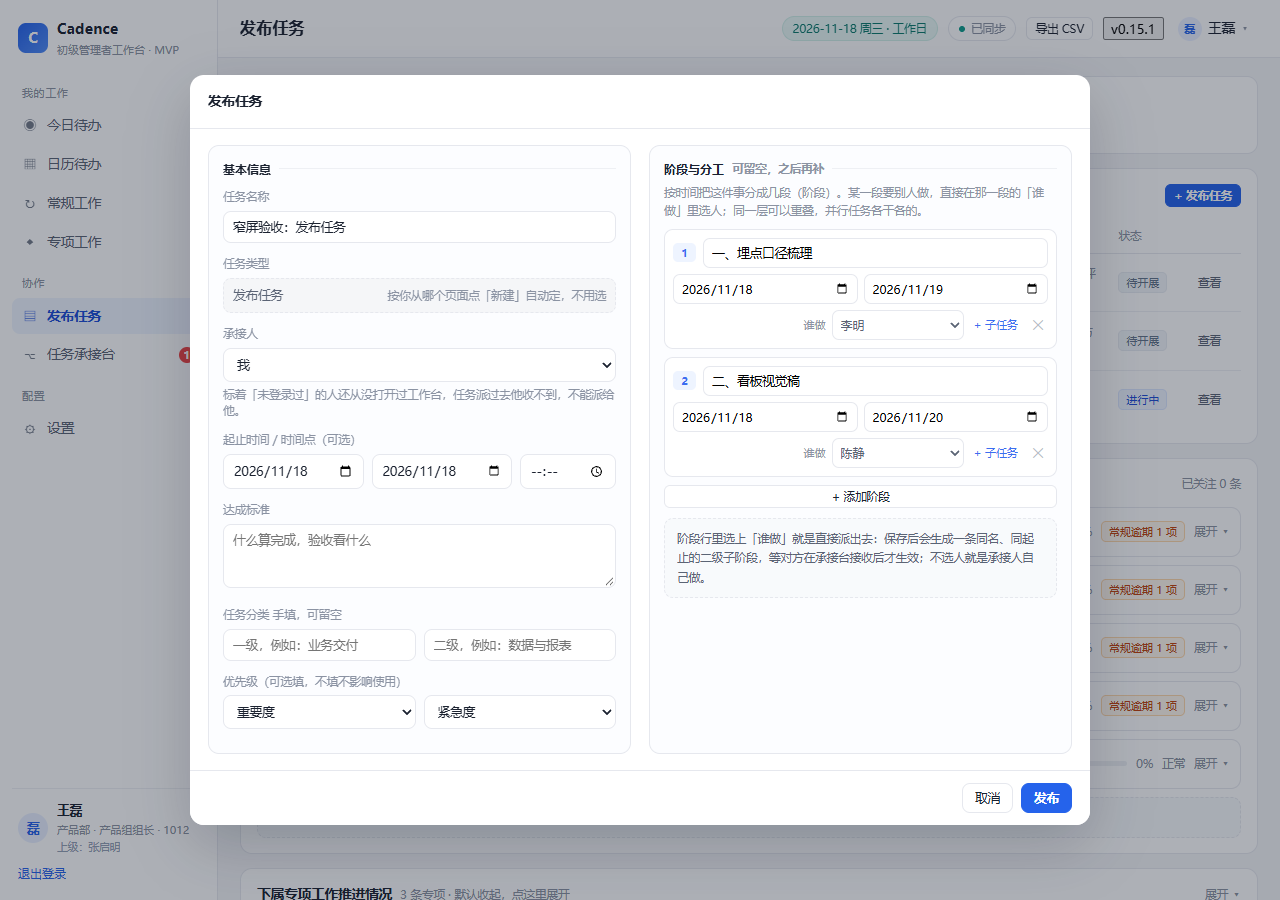 C
Cadence
初级管理者工作台 · MVP
我的工作
今日待办
日历待办
常规工作
专项工作
协作
发布任务
任务承接台
1
配置
设置
磊
王磊
产品部 · 产品组组长 · 1012
上级：张启明
退出登录
发布任务
2026-11-18 周三 · 工作日
已同步
导出 CSV
v0.15.1
磊 王磊
发布任务
基本信息
任务名称
窄屏验收：发布任务
任务类型
发布任务
按你从哪个页面点「新建」自动定，不用选
承接人
我
标着「未登录过」的人还从没打开过工作台，任务派过去他收不到，不能派给
他。
起止时间 / 时间点（可选）
2026/11/18
2026/11/18
--:--
达成标准
什么算完成，验收看什么
任务分类 手填，可留空
一级，例如：业务交付
二级，例如：数据与报表
优先级（可选填，不填不影响使用）
重要度
紧急度
阶段与分工 可留空，之后再补
按时间把这件事分成几段（阶段）。某一段要别人做，直接在那一段的「谁
做」里选人；同一层可以重叠，并行任务各干各的。
1
一、埋点口径梳理
2026/11/18
2026/11/19
谁做
李明
+ 子任务
2
二、看板视觉稿
2026/11/18
2026/11/20
谁做
陈静
+ 子任务
+ 添加阶段
阶段行里选上「谁做」就是直接派出去：保存后会生成一条同名、同起
止的二级子阶段，等对方在承接台接收后才生效；不选人就是承接人自
己做。
取消
发布
+ 发布任务
状态
待开展
查看
待开展
查看
进行中
查看
已关注 0 条
常规逾期 1 项
展开
常规逾期 1 项
展开
常规逾期 1 项
展开
常规逾期 1 项
展开
0%
正常
展开
下属专项工作推进情况
3 条专项 · 默认收起，点这里展开
展开